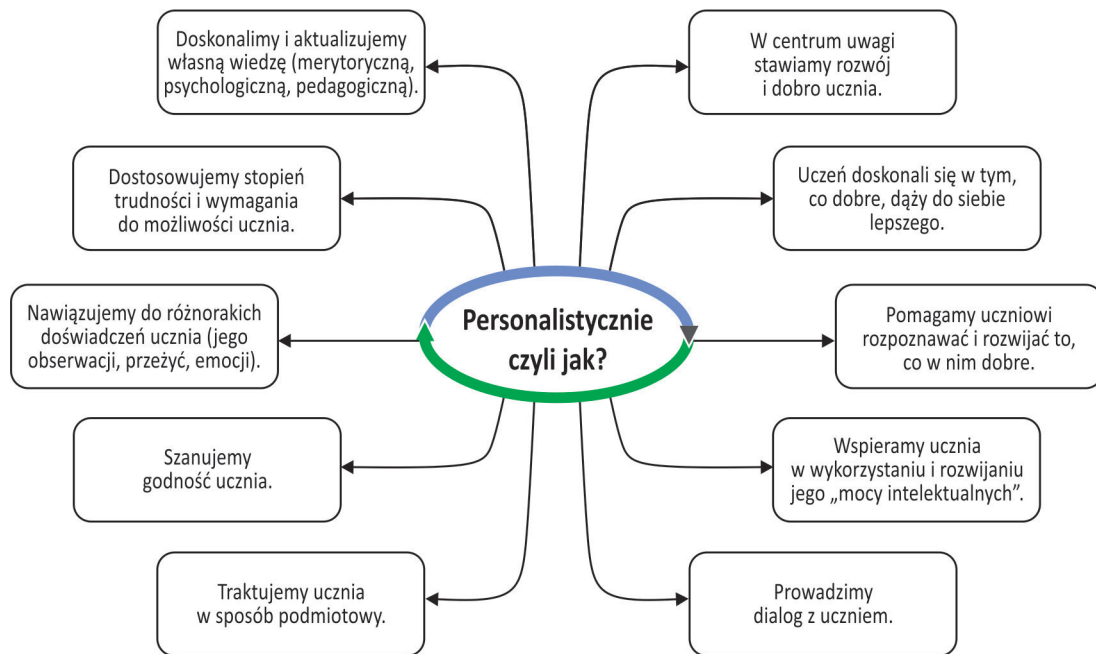 Doskonalimy i aktualizujemy
własną wiedzę (merytoryczną,
psychologiczną, pedagogiczną).
W centrum uwagi
stawiamy rozwój
i dobro ucznia.
Dostosowujemy stopień
trudności i wymagania
do możliwości ucznia.
Uczeń doskonali się w tym,
co dobre, dąży do siebie
lepszego.
Nawiązujemy do różnorakich
doświadczeń ucznia (jego
obserwacji, przeżyć, emocji).
Personalistycznie
czyli jak?
Pomagamy uczniowi
rozpoznawać i rozwijać to,
co w nim dobre.
Szanujemy
godność ucznia.
Wspieramy ucznia
w wykorzystaniu i rozwijaniu
jego „mocy intelektualnych”.
Traktujemy ucznia
w sposób podmiotowy.
Prowadzimy
dialog z uczniem.